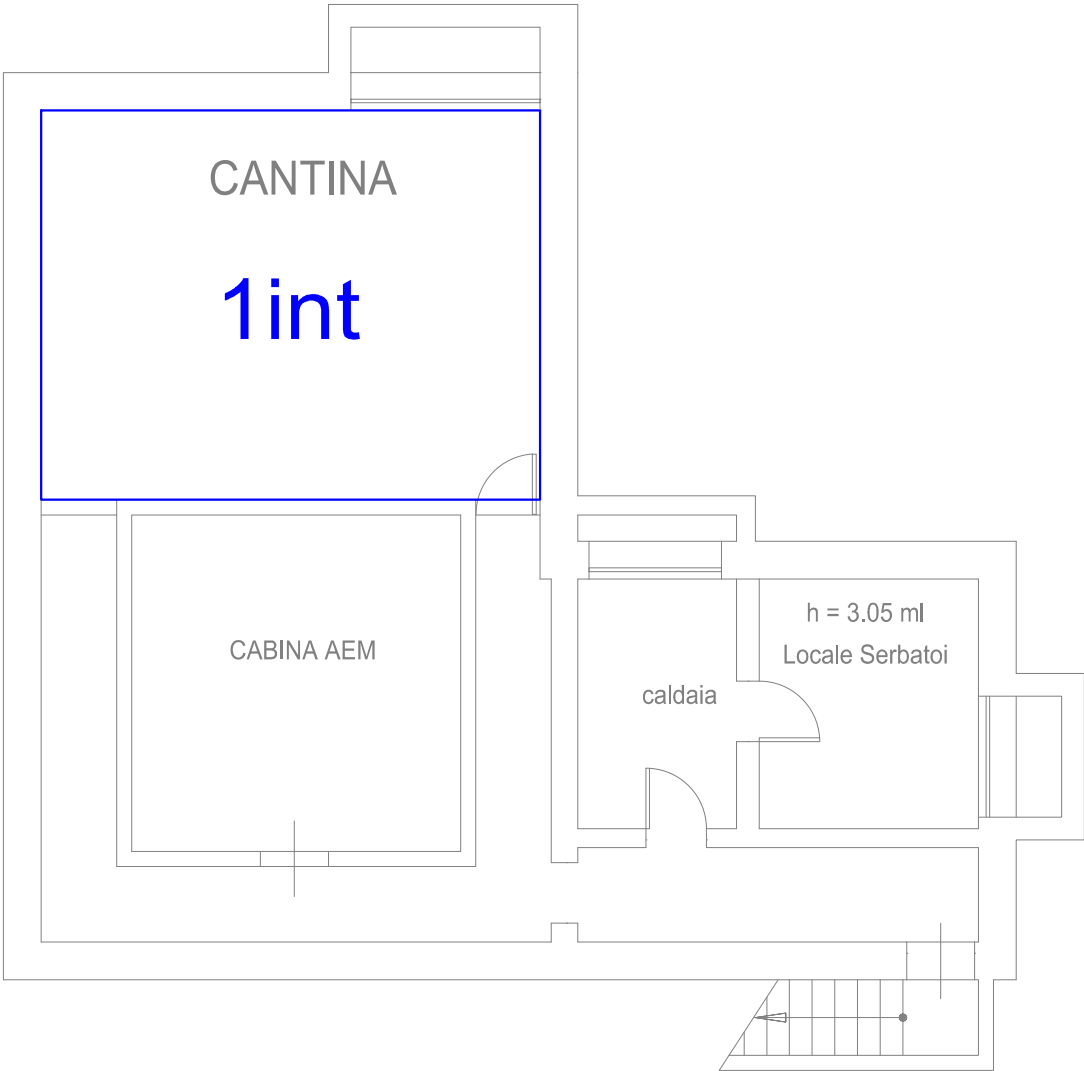 CANTINA
1int
CABINA AEM
caldaia
h = 3.05 ml
Locale Serbatoi